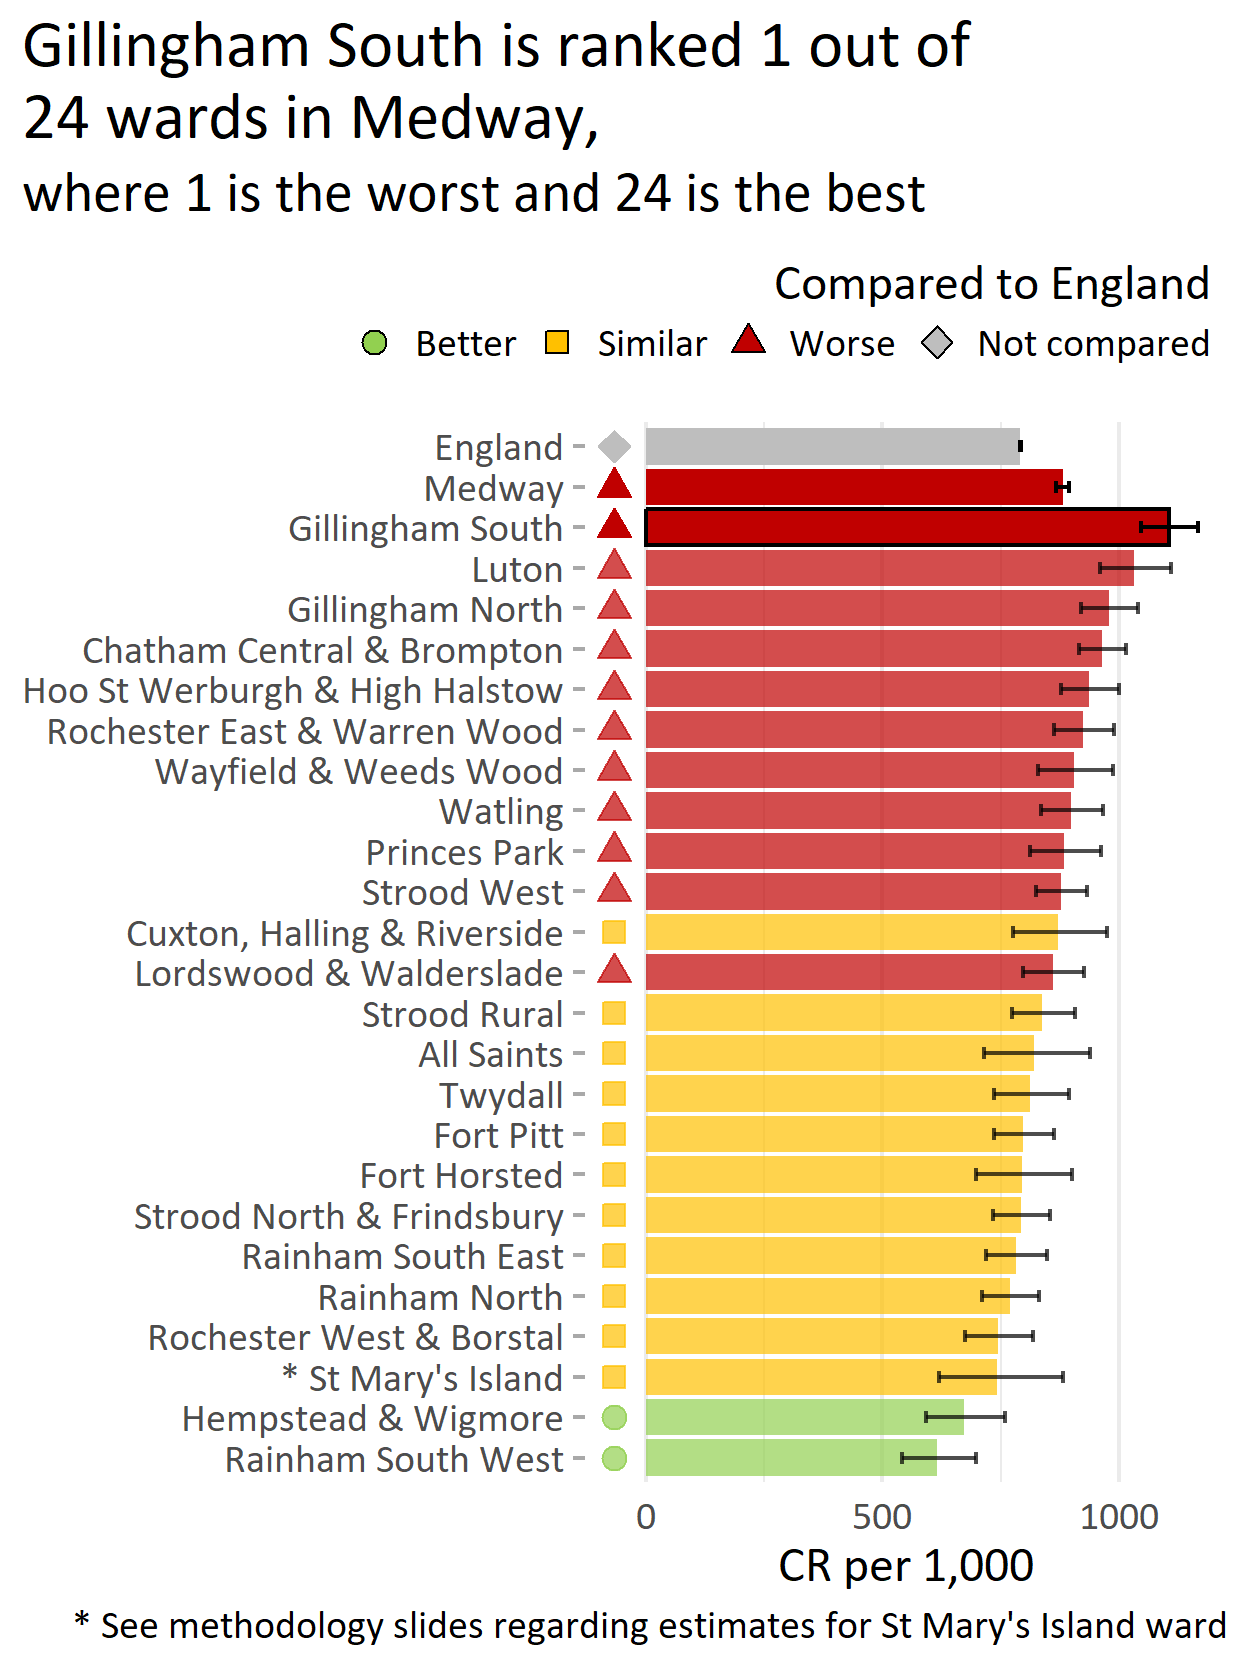 Gillingham South is ranked 1 out of
24 wards in Medway,
where 1 is the worst and 24 is the best
Compared to England
Better Similar Worse Not compared
England
Medway
Gillingham South
Luton
Gillingham North
Chatham Central & Brompton
Hoo St Werburgh & High Halstow
Rochester East & Warren Wood
Wayfield & Weeds Wood
Watling
Princes Park
Strood West
Cuxton, Halling & Riverside
Lordswood & Walderslade
Strood Rural
All Saints
Twydall
Fort Pitt
Fort Horsted
Strood North & Frindsbury
Rainham South East
Rainham North
Rochester West & Borstal
* St Mary's Island
Hempstead & Wigmore
Rainham South West
0 500 1000
CR per 1,000
* See methodology slides regarding estimates for St Mary's Island ward